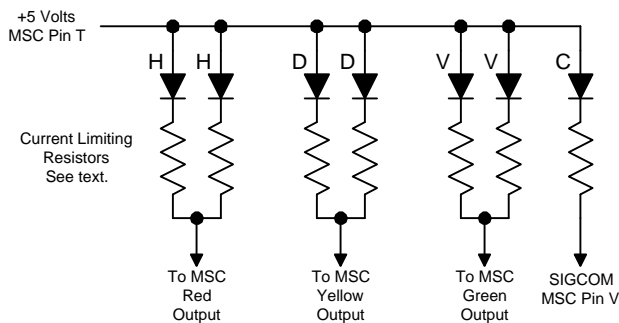 +5 Volts
MSC Pin T
H H D D V V C
Current Limiting
Resistors
See text.
To MSC
Red
Output
To MSC
Yellow
Output
To MSC
Green
Output
SIGCOM
MSC Pin V